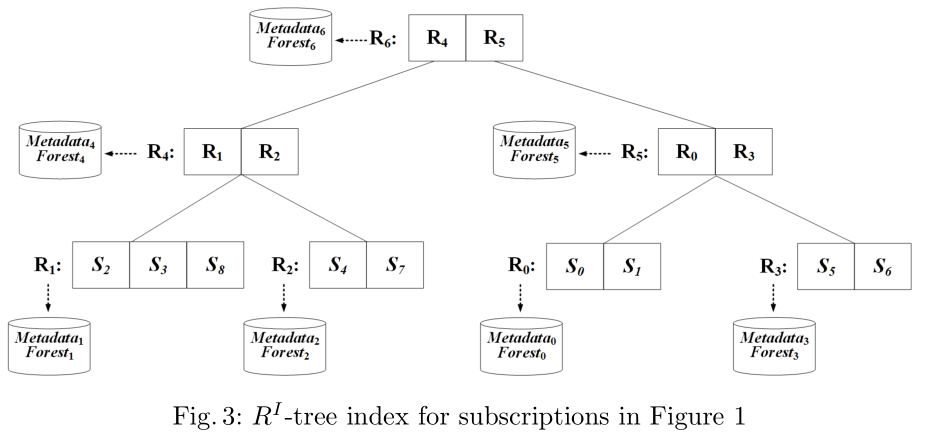 Metadata₆
Forest₆
R₆: R₄ R₅
Metadata₄
Forest₄
R₄: R₁ R₂
Metadata₅
Forest₅
R₅: R₀ R₃
R₁: S₂ S₃ S₈
R₂: S₄ S₇
R₀: S₀ S₁
R₃: S₅ S₆
Metadata₁
Forest₁
Metadata₂
Forest₂
Metadata₀
Forest₀
Metadata₃
Forest₃
Fig. 3: Rᴵ-tree index for subscriptions in Figure 1